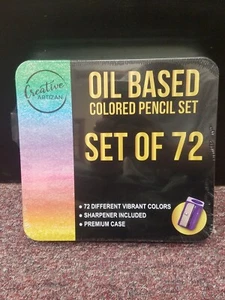 Creative
ARTIZAN
OIL BASED
COLORED PENCIL SET
SET OF 72
• 72 DIFFERENT VIBRANT COLORS
• SHARPENER INCLUDED
• PREMIUM CASE